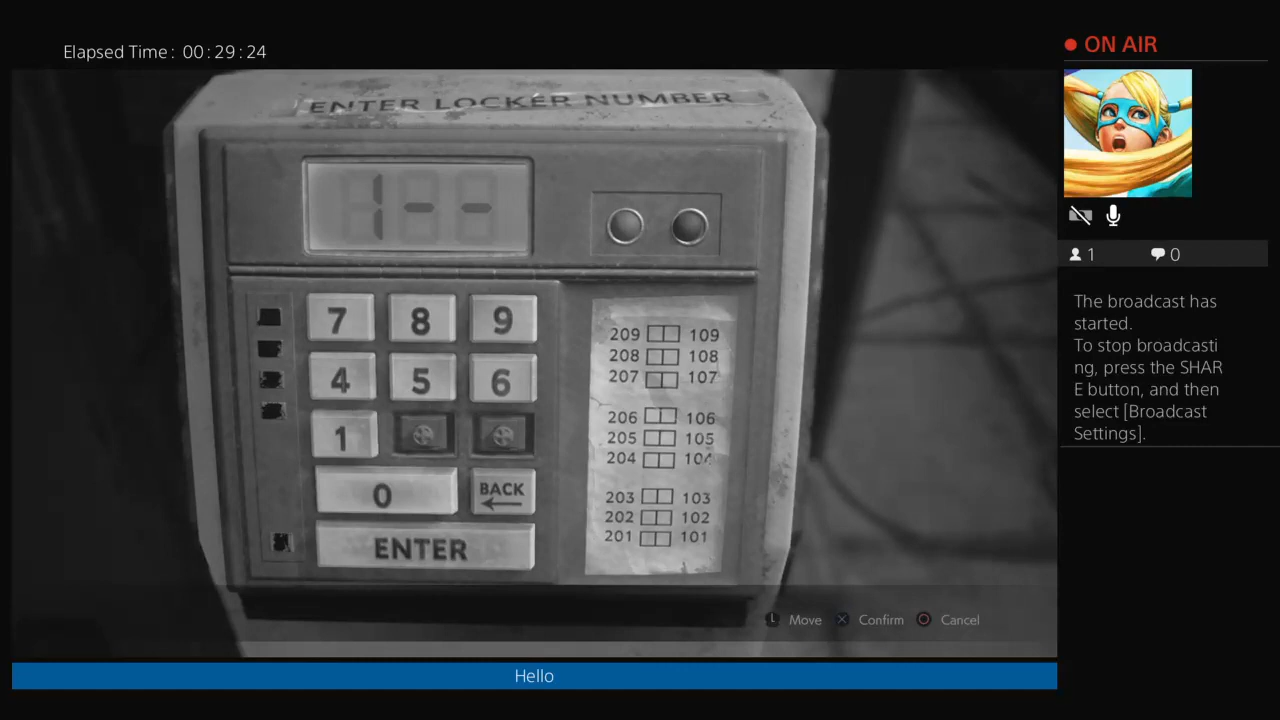 Elapsed Time: 00:29:24
ON AIR
ENTER LOCKER NUMBER
1--
7 8 9
4 5 6
1
0 BACK
ENTER
209 109
208 108
207 107
206 106
205 105
204 104
203 103
202 102
201 101
L Move Confirm Cancel
1 0
The broadcast has
started.
To stop broadcasti
ng, press the SHAR
E button, and then
select [Broadcast
Settings].
Hello